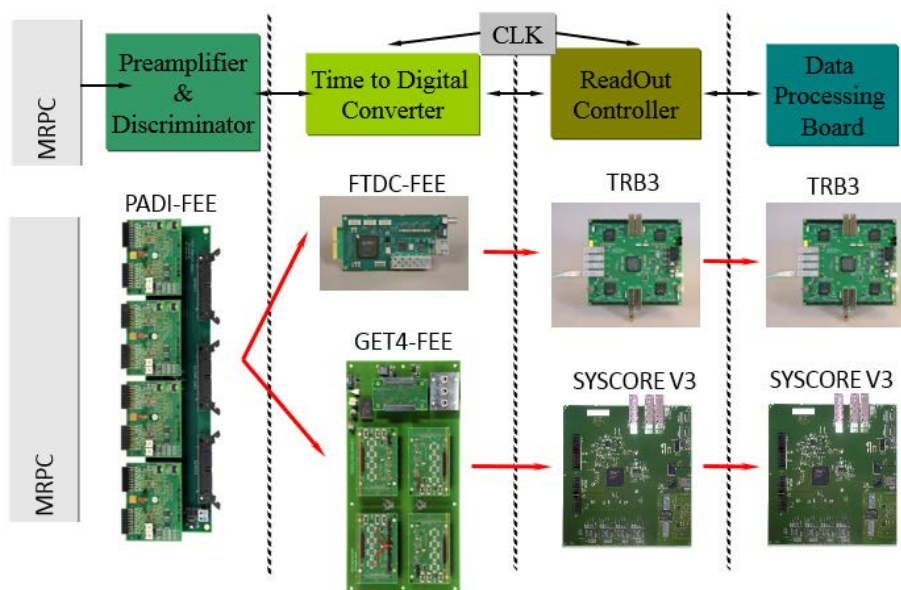 MRPC
Preamplifier
&
Discriminator
Time to Digital
Converter
CLK
ReadOut
Controller
Data
Processing
Board
MRPC
PADI-FEE
FTDC-FEE
TRB3
TRB3
GET4-FEE
SYSCORE V3
SYSCORE V3